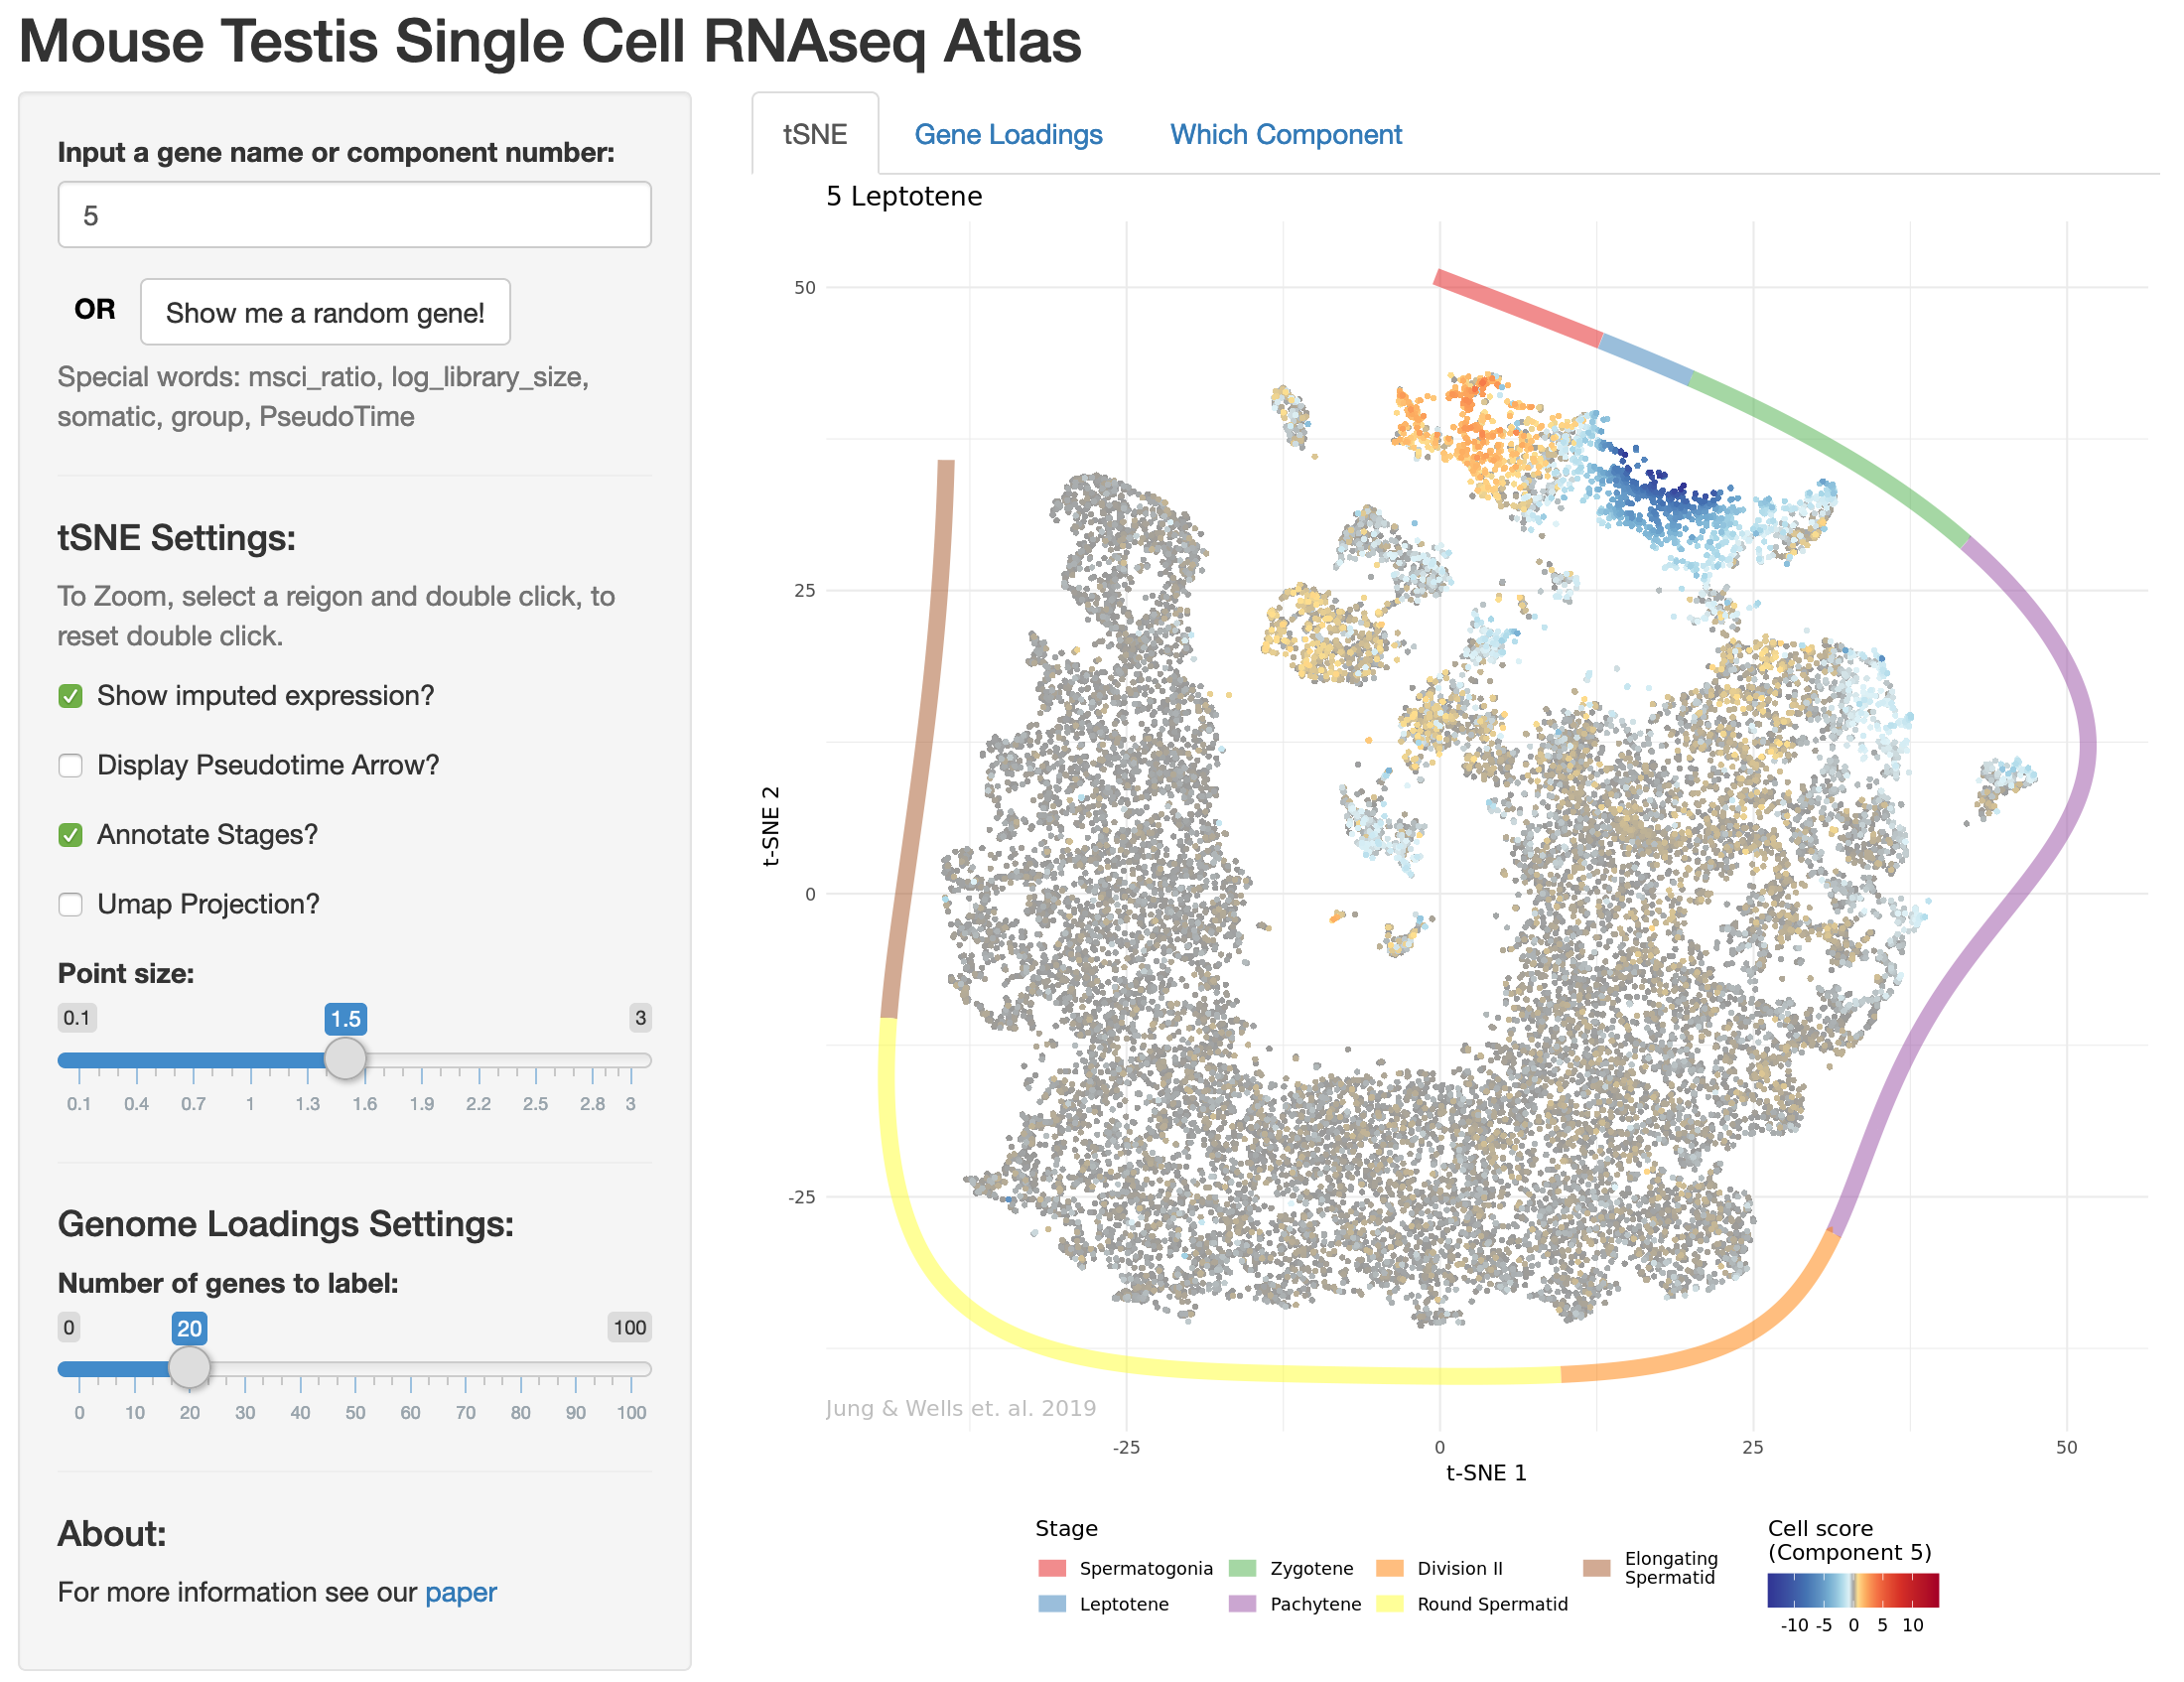 Mouse Testis Single Cell RNAseq Atlas
Input a gene name or component number:
5
OR
Show me a random gene!
Special words: msci_ratio, log_library_size,
somatic, group, PseudoTime
tSNE Settings:
To Zoom, select a reigon and double click, to
reset double click.
Show imputed expression?
Display Pseudotime Arrow?
Annotate Stages?
Umap Projection?
Point size:
0.1 1.5 3
0.1 0.4 0.7 1 1.3 1.6 1.9 2.2 2.5 2.8 3
Genome Loadings Settings:
Number of genes to label:
0 20 100
0 10 20 30 40 50 60 70 80 90 100
About:
For more information see our paper
tSNE Gene Loadings Which Component
5 Leptotene
50
25
0
-25
t-SNE 2
Jung & Wells et. al. 2019
-25 0 25 50
t-SNE 1
Stage
Spermatogonia Zygotene Division II Elongating
Spermatid
Leptotene Pachytene Round Spermatid
Cell score
(Component 5)
-10 -5 0 5 10